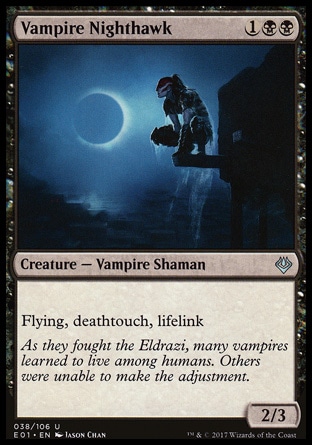 Vampire Nighthawk 1
Creature — Vampire Shaman
Flying, deathtouch, lifelink
As they fought the Eldrazi, many vampires
learned to live among humans. Others
were unable to make the adjustment.
2/3
038/106 U
E01 • EN Jason Chan
™ & © 2017 Wizards of the Coast